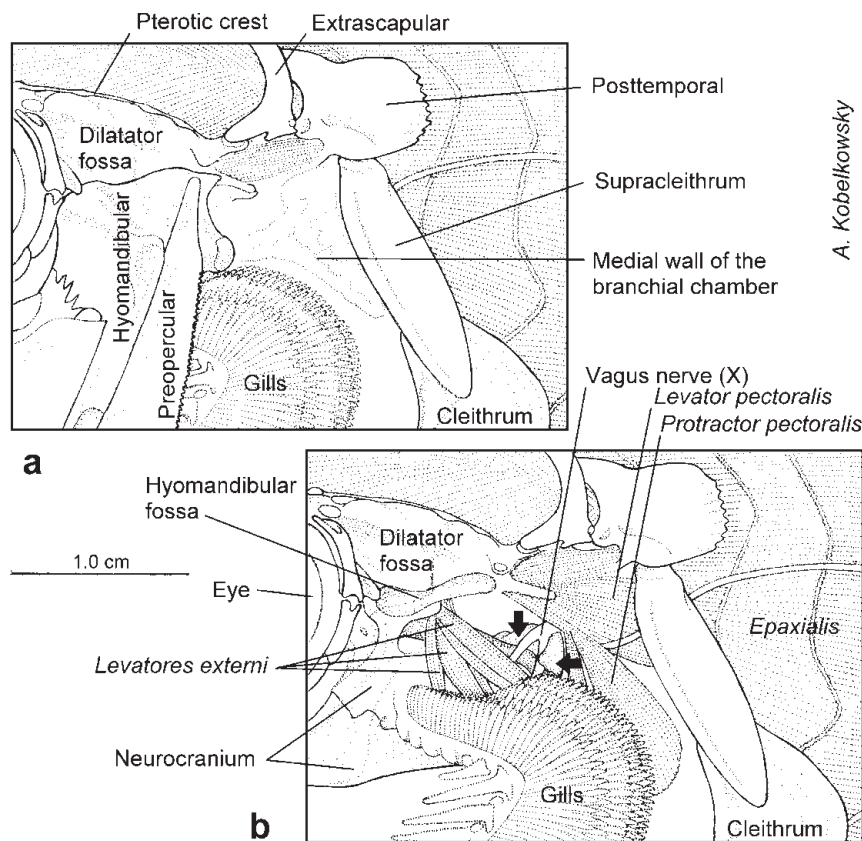 Pterotic crest
Extrascapular
Posttemporal
Dilatator
fossa
Supracleithrum
A. Kobelkowsky
Hyomandibular
Preopercular
Medial wall of the
branchial chamber
Gills
Vagus nerve (X)
Levator pectoralis
Cleithrum
Protractor pectoralis
a
Hyomandibular
fossa
Dilatator
fossa
1.0 cm
Eye
Epaxialis
Levatores externi
Neurocranium
Gills
b
Cleithrum